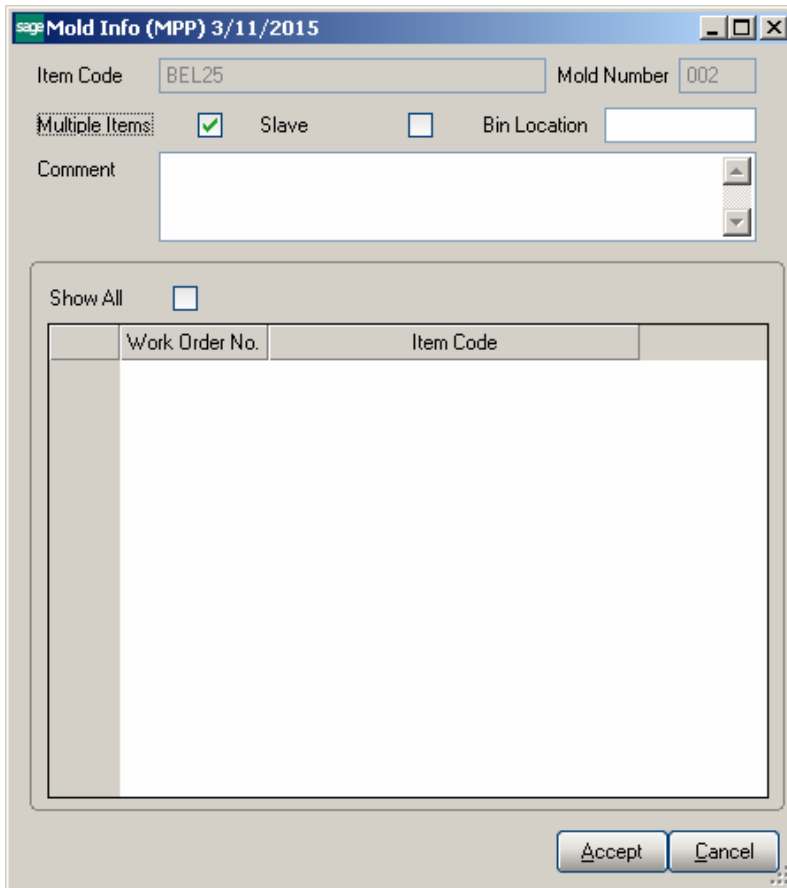 sage Mold Info (MPP) 3/11/2015
Item Code BEL25 Mold Number 002
Multiple Items Slave Bin Location
Comment
Show All
Work Order No. Item Code
Accept Cancel